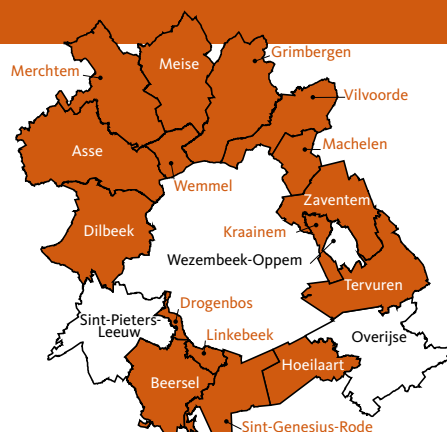 Meise
Grimbergen
Merchtem
Vilvoorde
Machelen
Asse
Wemmel
Zaventem
Dilbeek
Kraainem
Wezembeek-Oppem
Tervuren
Drogenbos
Sint-Pieters-
Leeuw
Linkebeek
Overijse
Hoeilaart
Beersel
Sint-Genesius-Rode